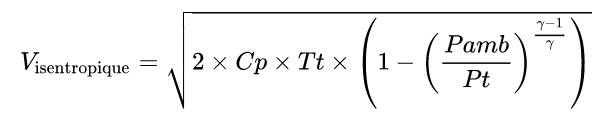 V_isentropique = √(2 × Cp × Tt × (1 − (Pamb/Pt)^((γ−1)/γ)))